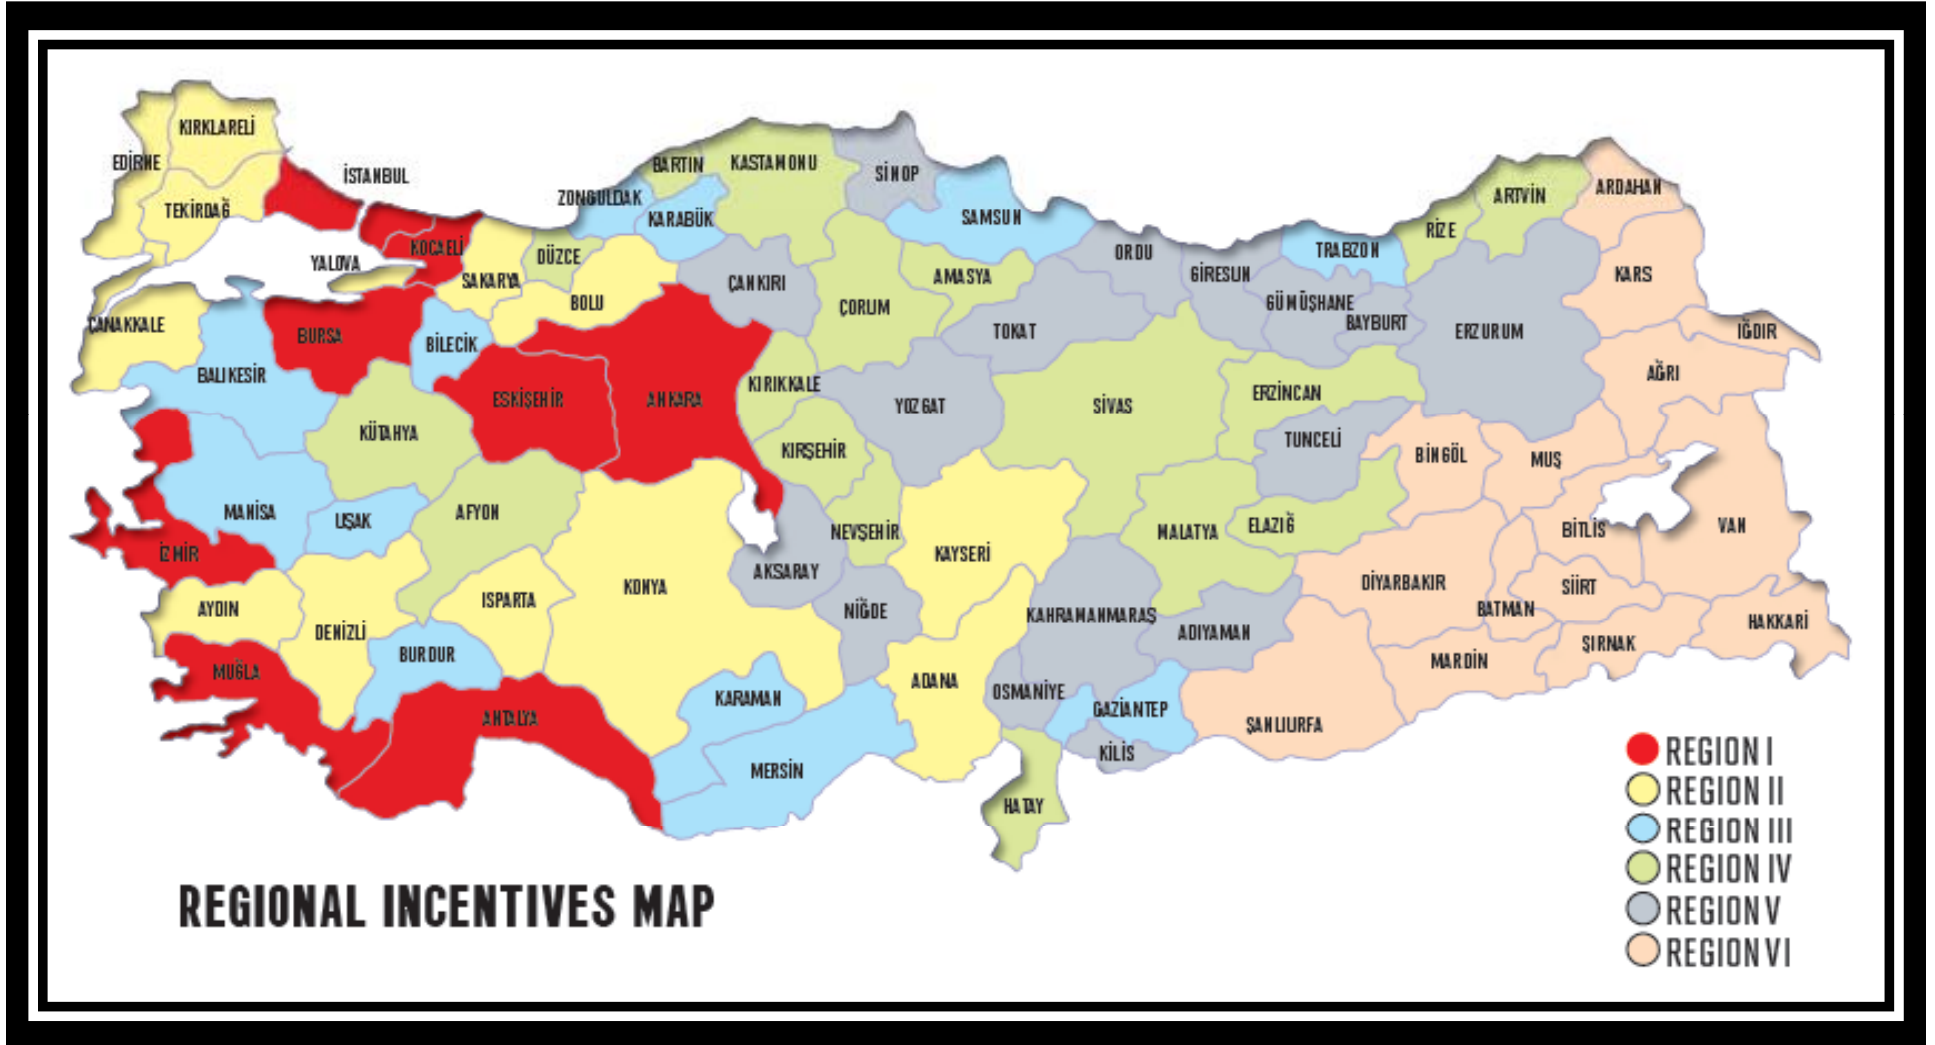 KIRKLARELİ
EDİRNE
TEKİRDAĞ
İSTANBUL
KOCAELİ
YALOVA
SAKARYA
DÜZCE
BOLU
ZONGULDAK
BARTIN
KARABÜK
KASTAMONU
SİNOP
SAMSUN
ÇANKIRI
ÇORUM
AMASYA
TOKAT
ORDU
GİRESUN
GÜMÜŞHANE
TRABZON
BAYBURT
RİZE
ARTVİN
ARDAHAN
KARS
IĞDIR
AĞRI
ERZURUM
ÇANAKKALE
BALIKESİR
BURSA
BİLECİK
ESKİŞEHİR
ANKARA
KIRIKKALE
KIRŞEHİR
YOZGAT
SİVAS
ERZİNCAN
TUNCELİ
BİNGÖL
MUŞ
KÜTAHYA
MANİSA
UŞAK
AFYON
NEVŞEHİR
KAYSERİ
MALATYA
ELAZIĞ
BİTLİS
VAN
İZMİR
AYDIN
DENİZLİ
ISPARTA
KONYA
AKSARAY
NİĞDE
KAHRAMANMARAŞ
ADIYAMAN
DİYARBAKIR
BATMAN
SİİRT
ŞIRNAK
HAKKARİ
MARDİN
MUĞLA
BURDUR
ANTALYA
KARAMAN
MERSİN
ADANA
OSMANİYE
GAZİANTEP
KİLİS
ŞANLIURFA
HATAY
REGION I
REGION II
REGION III
REGION IV
REGION V
REGION VI
REGIONAL INCENTIVES MAP